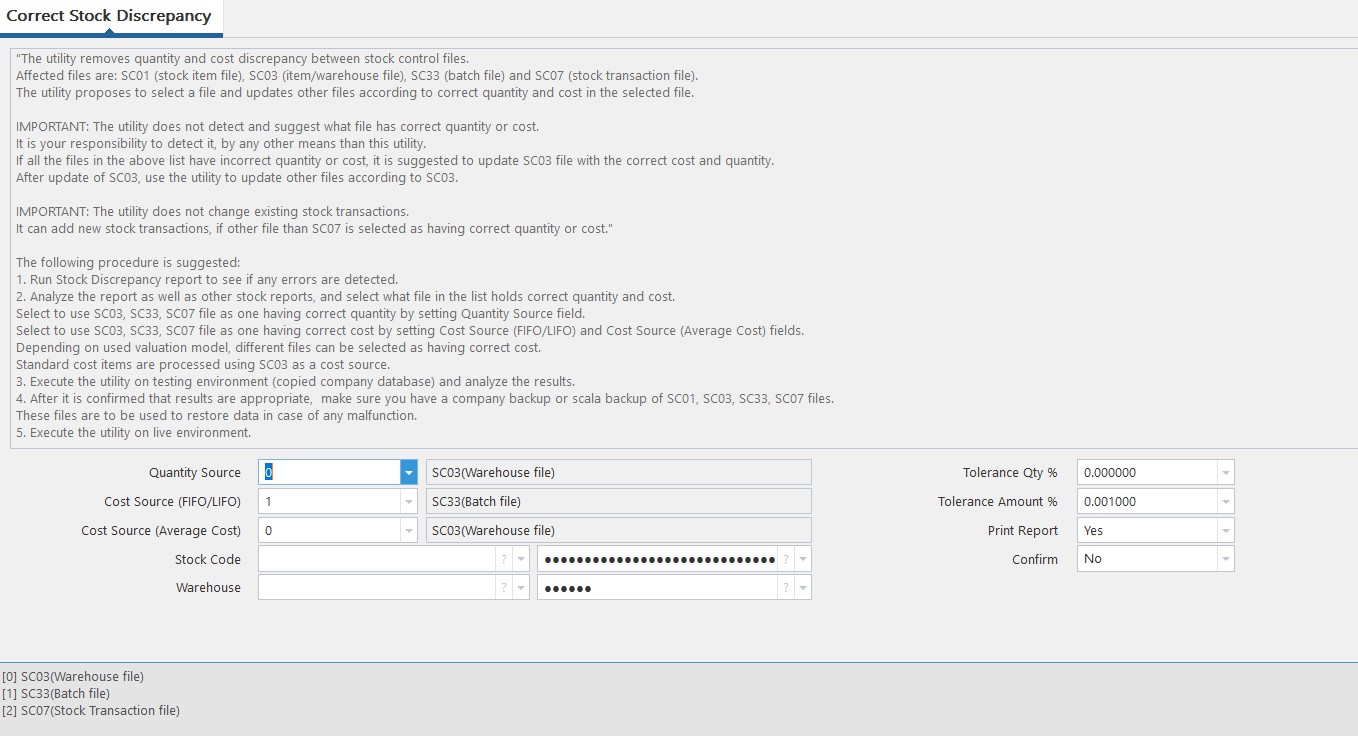 Correct Stock Discrepancy
"The utility removes quantity and cost discrepancy between stock control files.
Affected files are: SC01 (stock item file), SC03 (item/warehouse file), SC33 (batch file) and SC07 (stock transaction file).
The utility proposes to select a file and updates other files according to correct quantity and cost in the selected file.
IMPORTANT: The utility does not detect and suggest what file has correct quantity or cost.
It is your responsibility to detect it, by any other means than this utility.
If all the files in the above list have incorrect quantity or cost, it is suggested to update SC03 file with the correct cost and quantity.
After update of SC03, use the utility to update other files according to SC03.
IMPORTANT: The utility does not change existing stock transactions.
It can add new stock transactions, if other file than SC07 is selected as having correct quantity or cost."
The following procedure is suggested:
1. Run Stock Discrepancy report to see if any errors are detected.
2. Analyze the report as well as other stock reports, and select what file in the list holds correct quantity and cost.
Select to use SC03, SC33, SC07 file as one having correct quantity by setting Quantity Source field.
Select to use SC03, SC33, SC07 file as one having correct cost by setting Cost Source (FIFO/LIFO) and Cost Source (Average Cost) fields.
Depending on used valuation model, different files can be selected as having correct cost.
Standard cost items are processed using SC03 as a cost source.
3. Execute the utility on testing environment (copied company database) and analyze the results.
4. After it is confirmed that results are appropriate,  make sure you have a company backup or scala backup of SC01, SC03, SC33, SC07 files.
These files are to be used to restore data in case of any malfunction.
5. Execute the utility on live environment.
Quantity Source 0 SC03(Warehouse file) Tolerance Qty % 0.000000
Cost Source (FIFO/LIFO) 1 SC33(Batch file) Tolerance Amount % 0.001000
Cost Source (Average Cost) 0 SC03(Warehouse file) Print Report Yes
Stock Code ? ●●●●●●●●●●●●●●●●●●●●●●●●●●●●● ? Confirm No
Warehouse ? ●●●●●● ?
[0] SC03(Warehouse file)
[1] SC33(Batch file)
[2] SC07(Stock Transaction file)